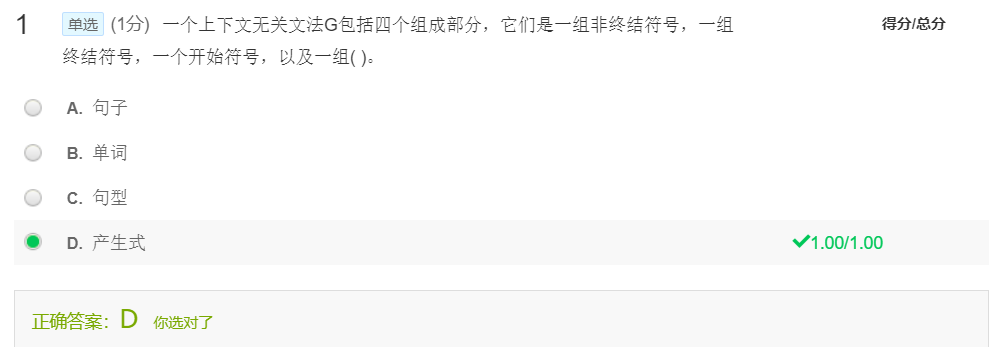 1 单选 (1分) 一个上下文无关文法G包括四个组成部分，它们是一组非终结符号，一组 得分/总分
终结符号，一个开始符号，以及一组( )。
A. 句子
B. 单词
C. 句型
D. 产生式 1.00/1.00
正确答案：D 你选对了